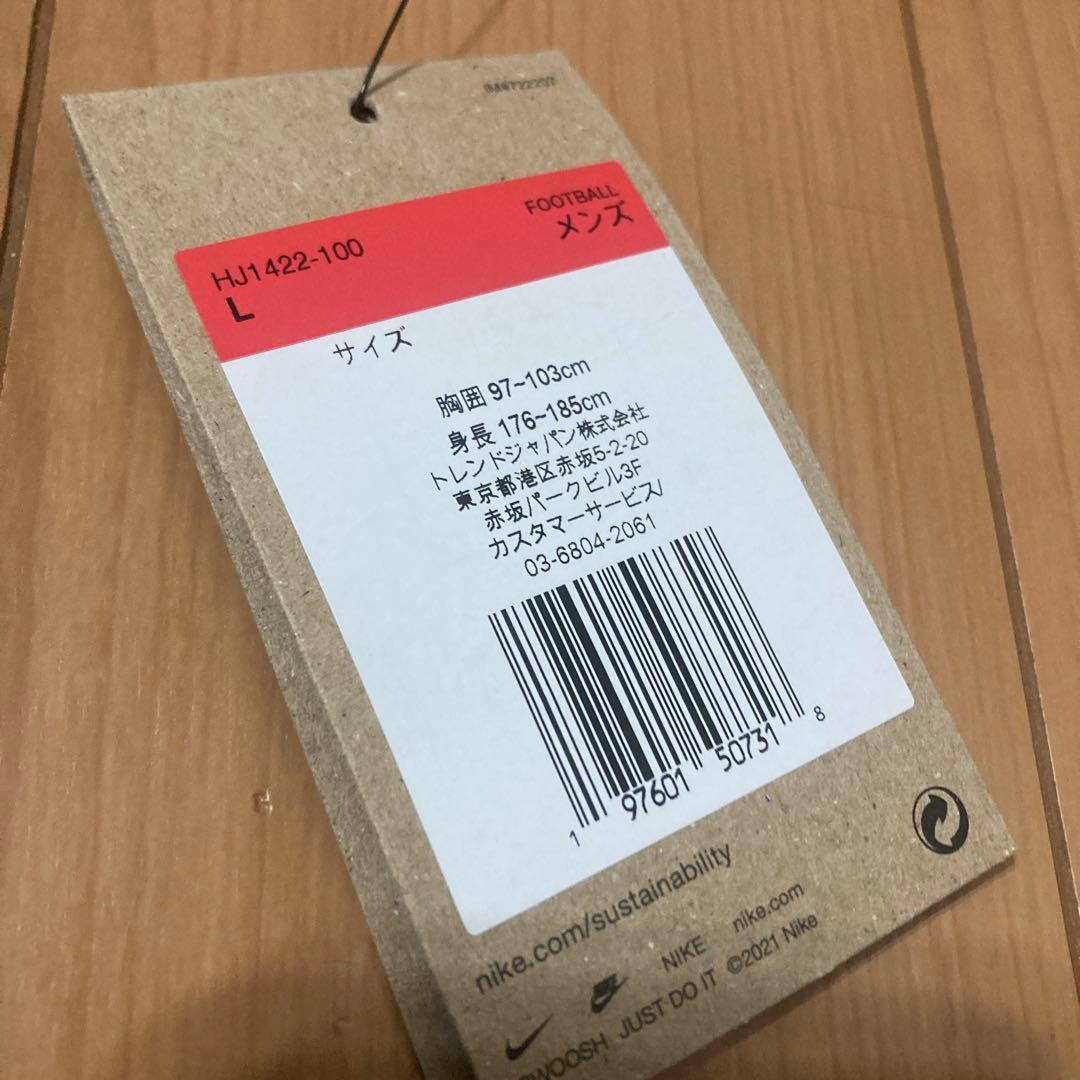 FOOTBALL
メンズ
HJ1422-100
L
サイズ
胸囲 97~103cm
身長 176~185cm
トレンドジャパン株式会社
東京都港区赤坂5-2-20
赤坂パークビル3F
カスタマーサービス/
03-6804-2061
1 97601 50731 8
nike.com/sustainability
NIKE nike.com
SWOOSH JUST DO IT ©2021 Nike